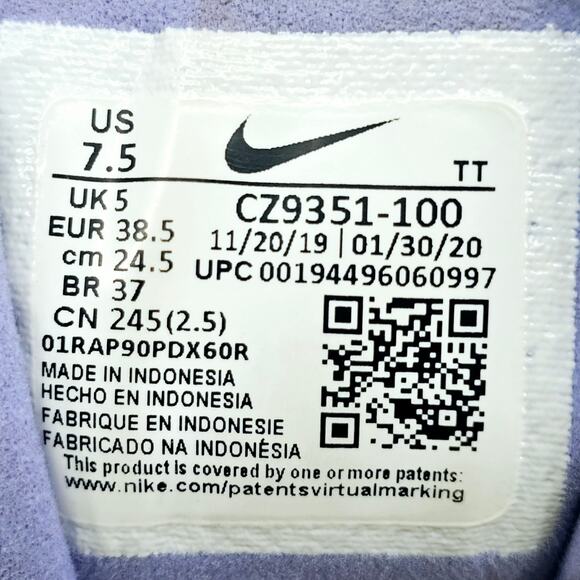 US
7.5
TT
UK 5
EUR 38.5
cm 24.5
BR 37
CN 245(2.5)
CZ9351-100
11/20/19 | 01/30/20
UPC 00194496060997
01RAP90PDX60R
MADE IN INDONESIA
HECHO EN INDONESIA
FABRIQUE EN INDONESIE
FABRICADO NA INDONÉSIA
This product is covered by one or more patents:
www.nike.com/patentsvirtualmarking